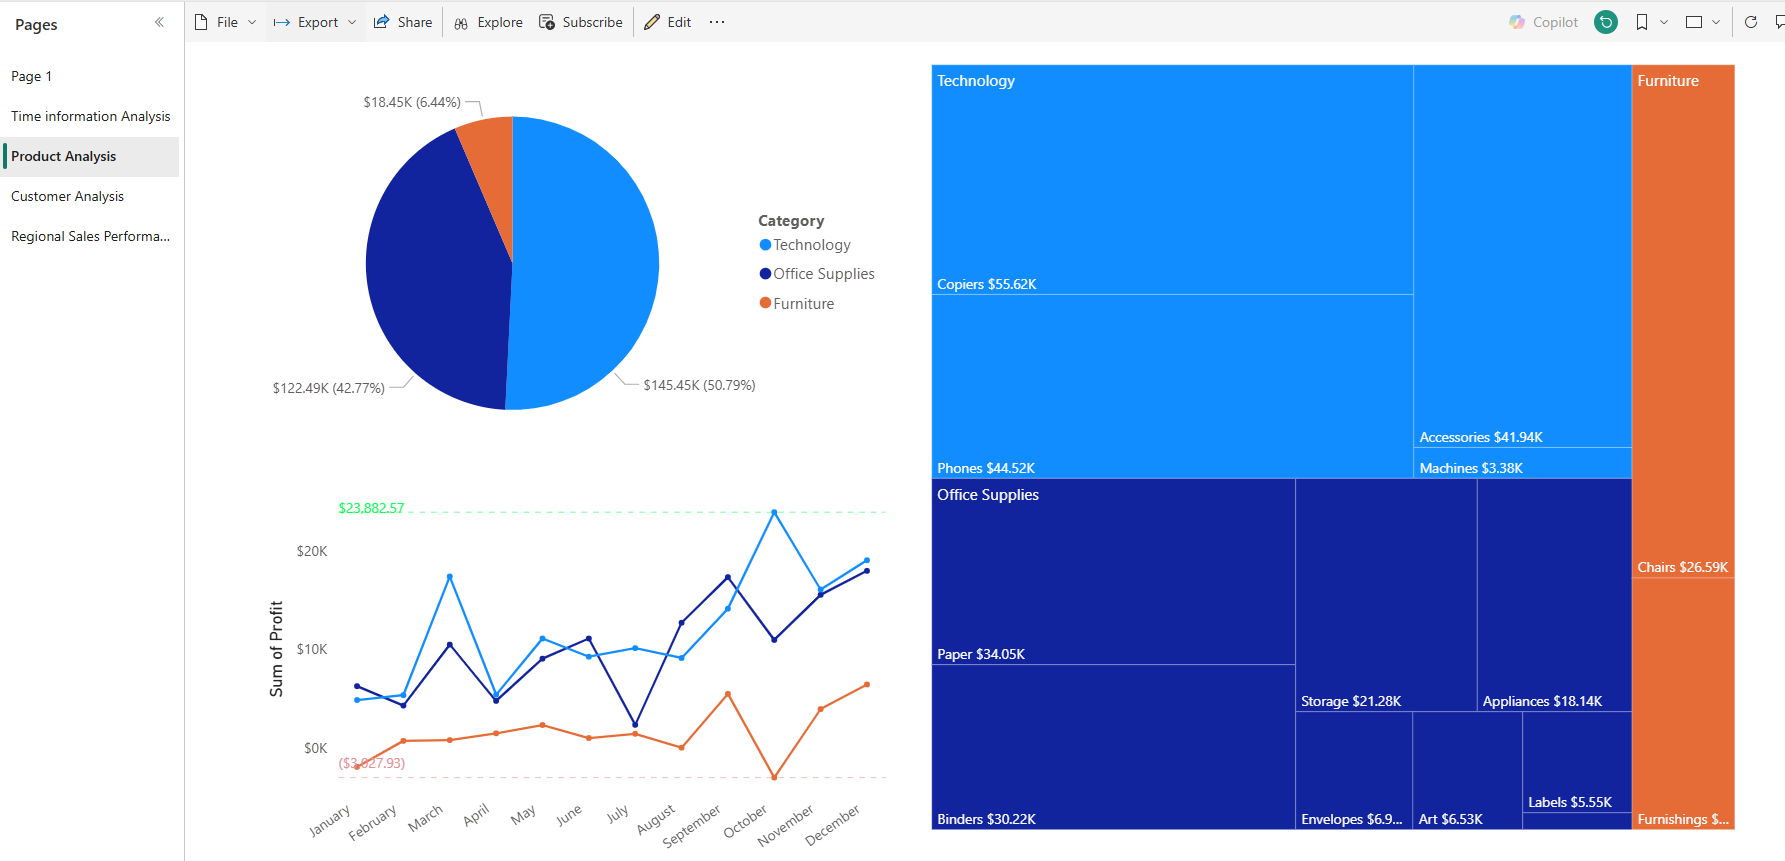 Pages
Page 1
Time information Analysis
Product Analysis
Customer Analysis
Regional Sales Performa...
File
Export
Share
Explore
Subscribe
Edit
Copilot
$18.45K (6.44%)
$122.49K (42.77%)
$145.45K (50.79%)
Category
Technology
Office Supplies
Furniture
$23,882.57
$20K
$10K
$0K
($3,027.93)
Sum of Profit
January
February
March
April
May
June
July
August
September
October
November
December
Technology
Copiers $55.62K
Phones $44.52K
Accessories $41.94K
Machines $3.38K
Office Supplies
Paper $34.05K
Binders $30.22K
Storage $21.28K
Appliances $18.14K
Envelopes $6.9...
Art $6.53K
Labels $5.55K
Furniture
Chairs $26.59K
Furnishings $...